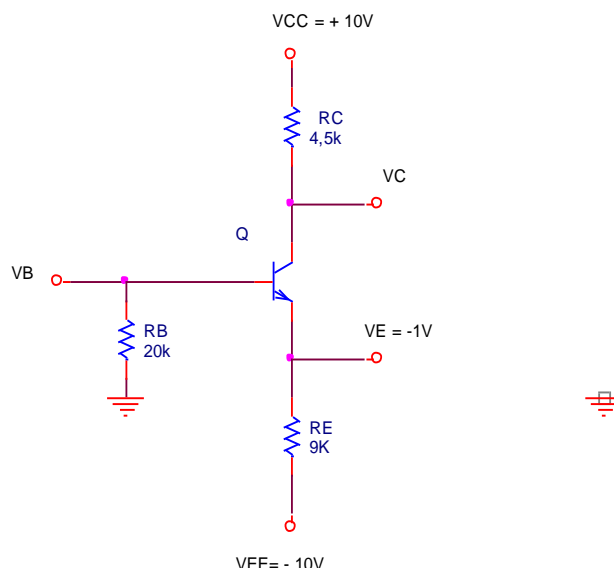 VCC = + 10V
RC
4,5k
VC
Q
VB
RB
20k
VE = -1V
RE
9K
VEE= - 10V